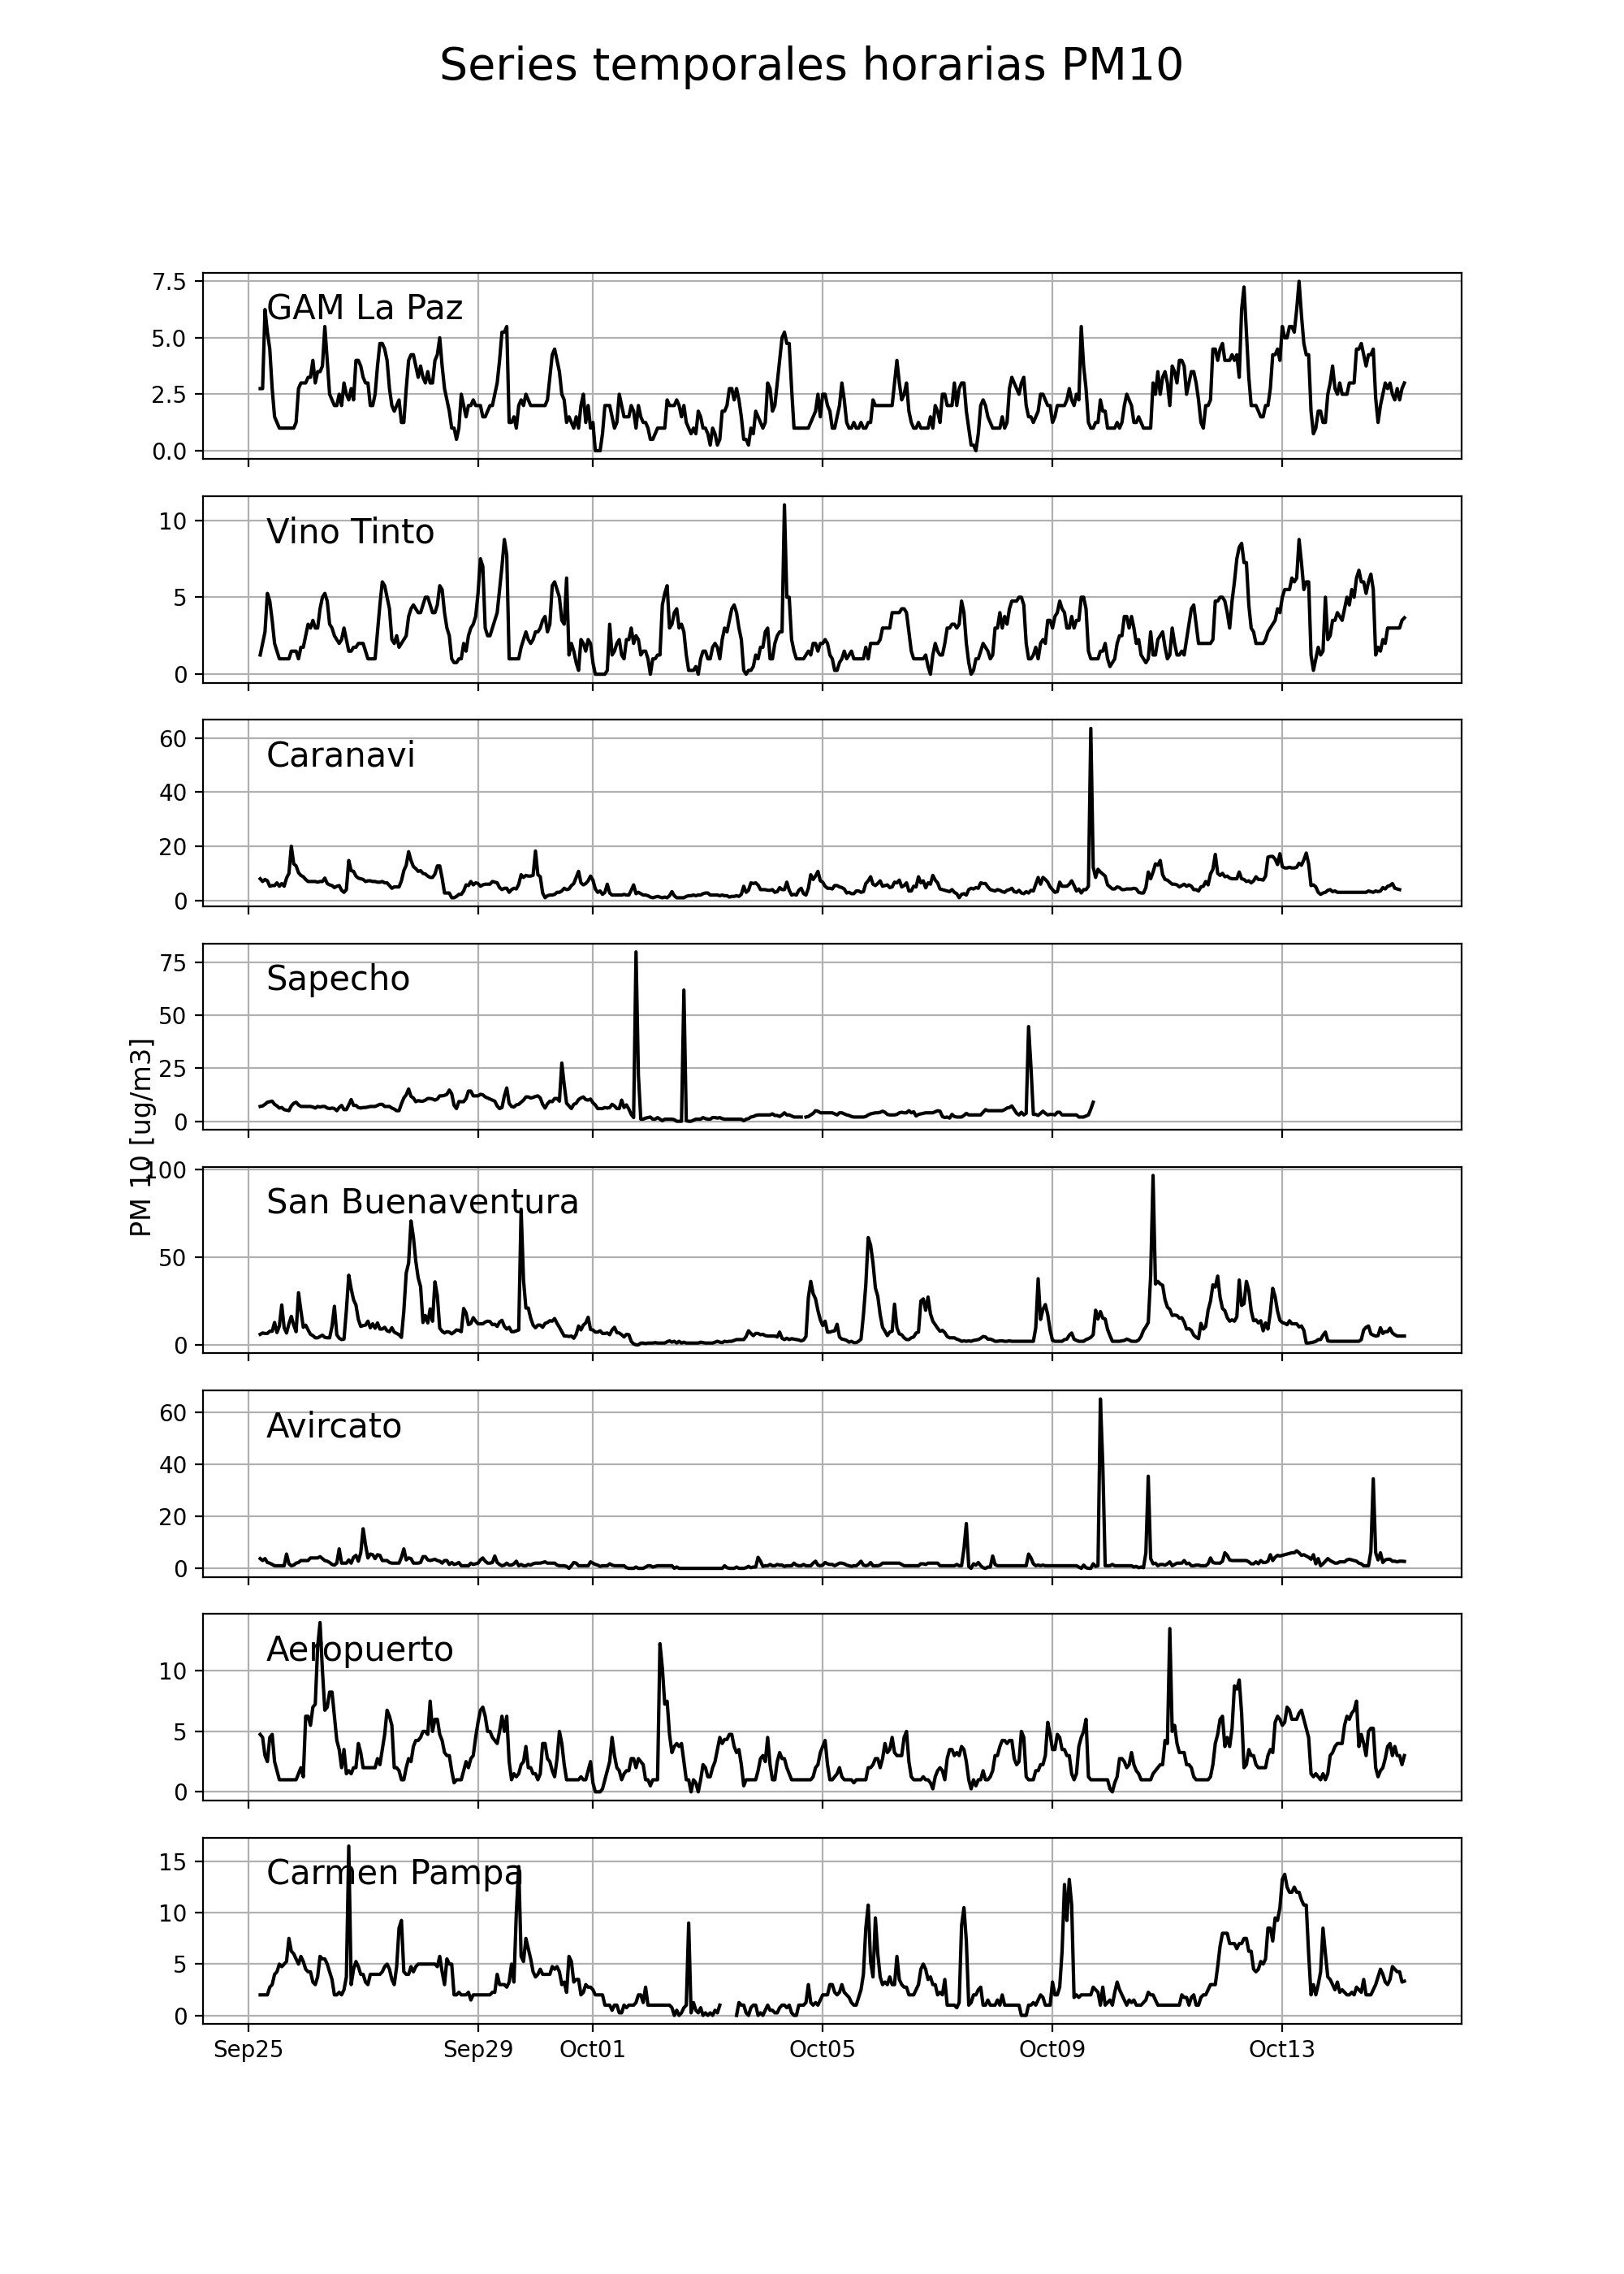 Series temporales horarias PM10
GAM La Paz
7.5
5.0
2.5
0.0
Vino Tinto
10
5
0
Caranavi
60
40
20
0
Sapecho
75
50
25
0
PM 10 [ug/m3]
San Buenaventura
100
50
0
Avircato
60
40
20
0
Aeropuerto
10
5
0
Carmen Pampa
15
10
5
0
Sep25 Sep29 Oct01 Oct05 Oct09 Oct13